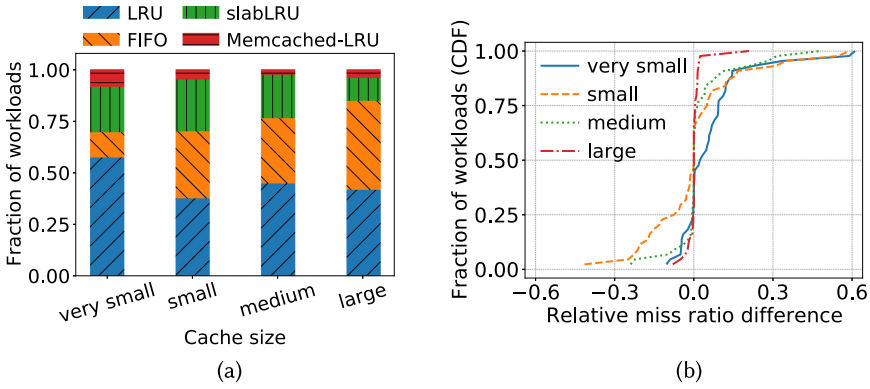 LRU
FIFO
slabLRU
Memcached-LRU
Fraction of workloads
1.00
0.75
0.50
0.25
0.00
very small
small
medium
large
Cache size
(a)
Fraction of workloads (CDF)
1.00
0.75
0.50
0.25
0.00
very small
small
medium
large
−0.6
−0.3
0.0
0.3
0.6
Relative miss ratio difference
(b)